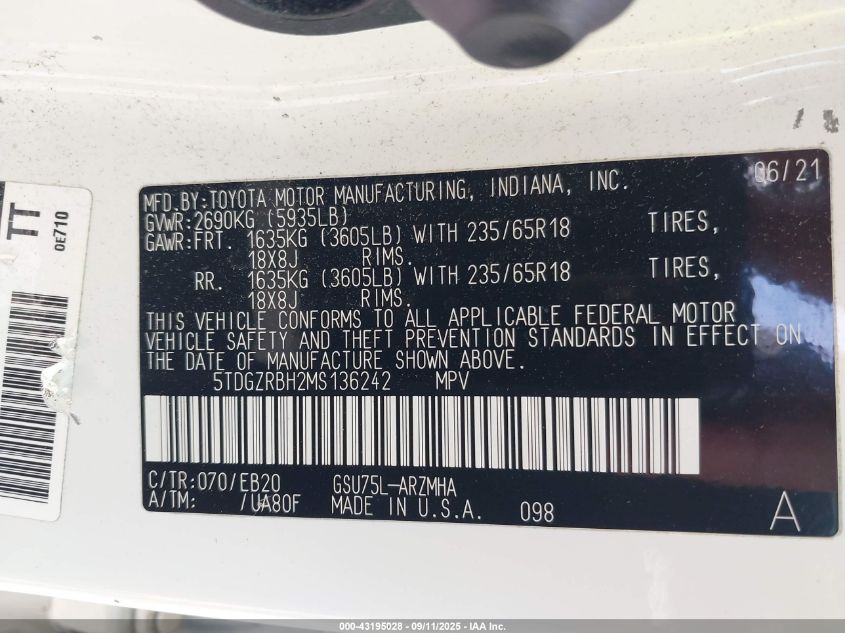 TT
0E710
MFD.BY:TOYOTA MOTOR MANUFACTURING, INDIANA, INC. 06/21
GVWR:2690KG (5935LB)
GAWR:FRT. 1635KG (3605LB) WITH 235/65R18 TIRES,
18X8J RIMS.
RR. 1635KG (3605LB) WITH 235/65R18 TIRES,
18X8J RIMS.
THIS VEHICLE CONFORMS TO ALL APPLICABLE FEDERAL MOTOR
VEHICLE SAFETY AND THEFT PREVENTION STANDARDS IN EFFECT ON
THE DATE OF MANUFACTURE SHOWN ABOVE.
5TDGZRBH2MS136242 MPV
C/TR:070/EB20 GSU75L-ARZMHA
A/TM: /UA80F MADE IN U.S.A. 098 A
000-43195028 - 09/11/2025 - IAA Inc.